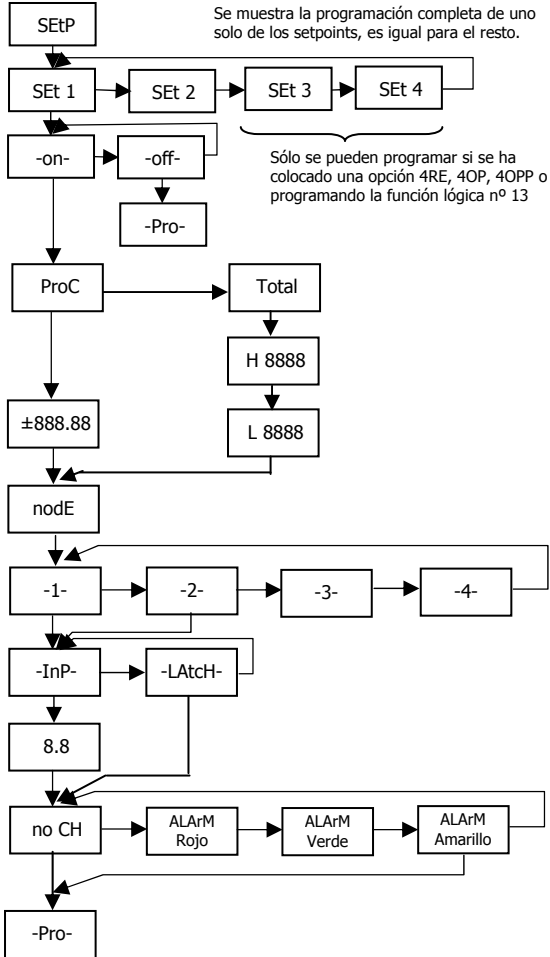 SEtP
Se muestra la programación completa de uno
solo de los setpoints, es igual para el resto.
SEt 1
SEt 2
SEt 3
SEt 4
-on-
-off-
Sólo se pueden programar si se ha
colocado una opción 4RE, 4OP, 4OPP o
programando la función lógica nº 13
-Pro-
ProC
Total
H 8888
±888.88
L 8888
nodE
-1-
-2-
-3-
-4-
-InP-
-LAtcH-
8.8
no CH
ALArM
Rojo
ALArM
Verde
ALArM
Amarillo
-Pro-